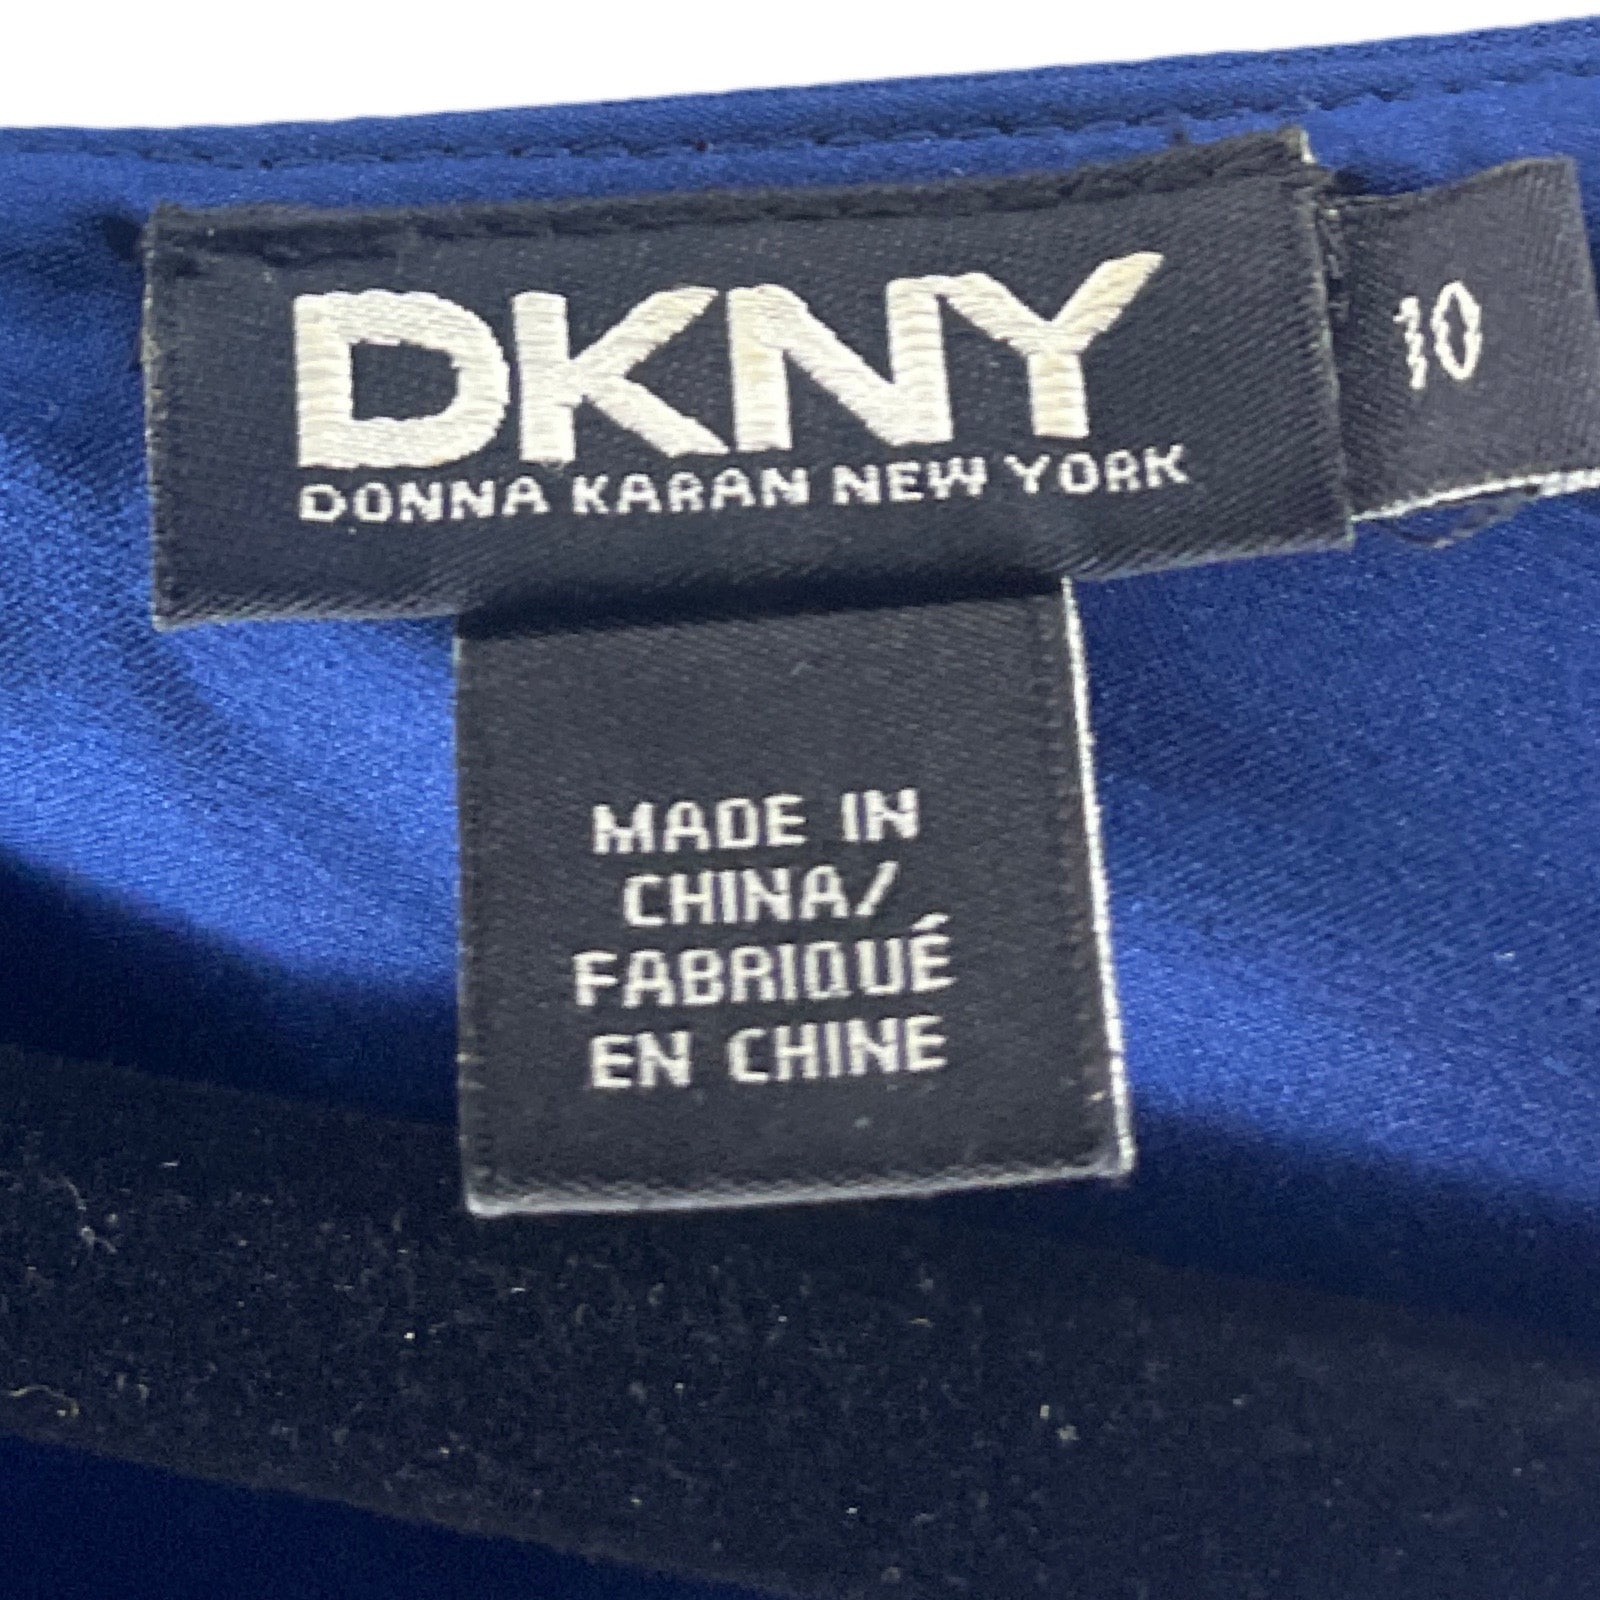 DKNY
DONNA KARAN NEW YORK
10
MADE IN
CHINA/
FABRIQUÉ
EN CHINE